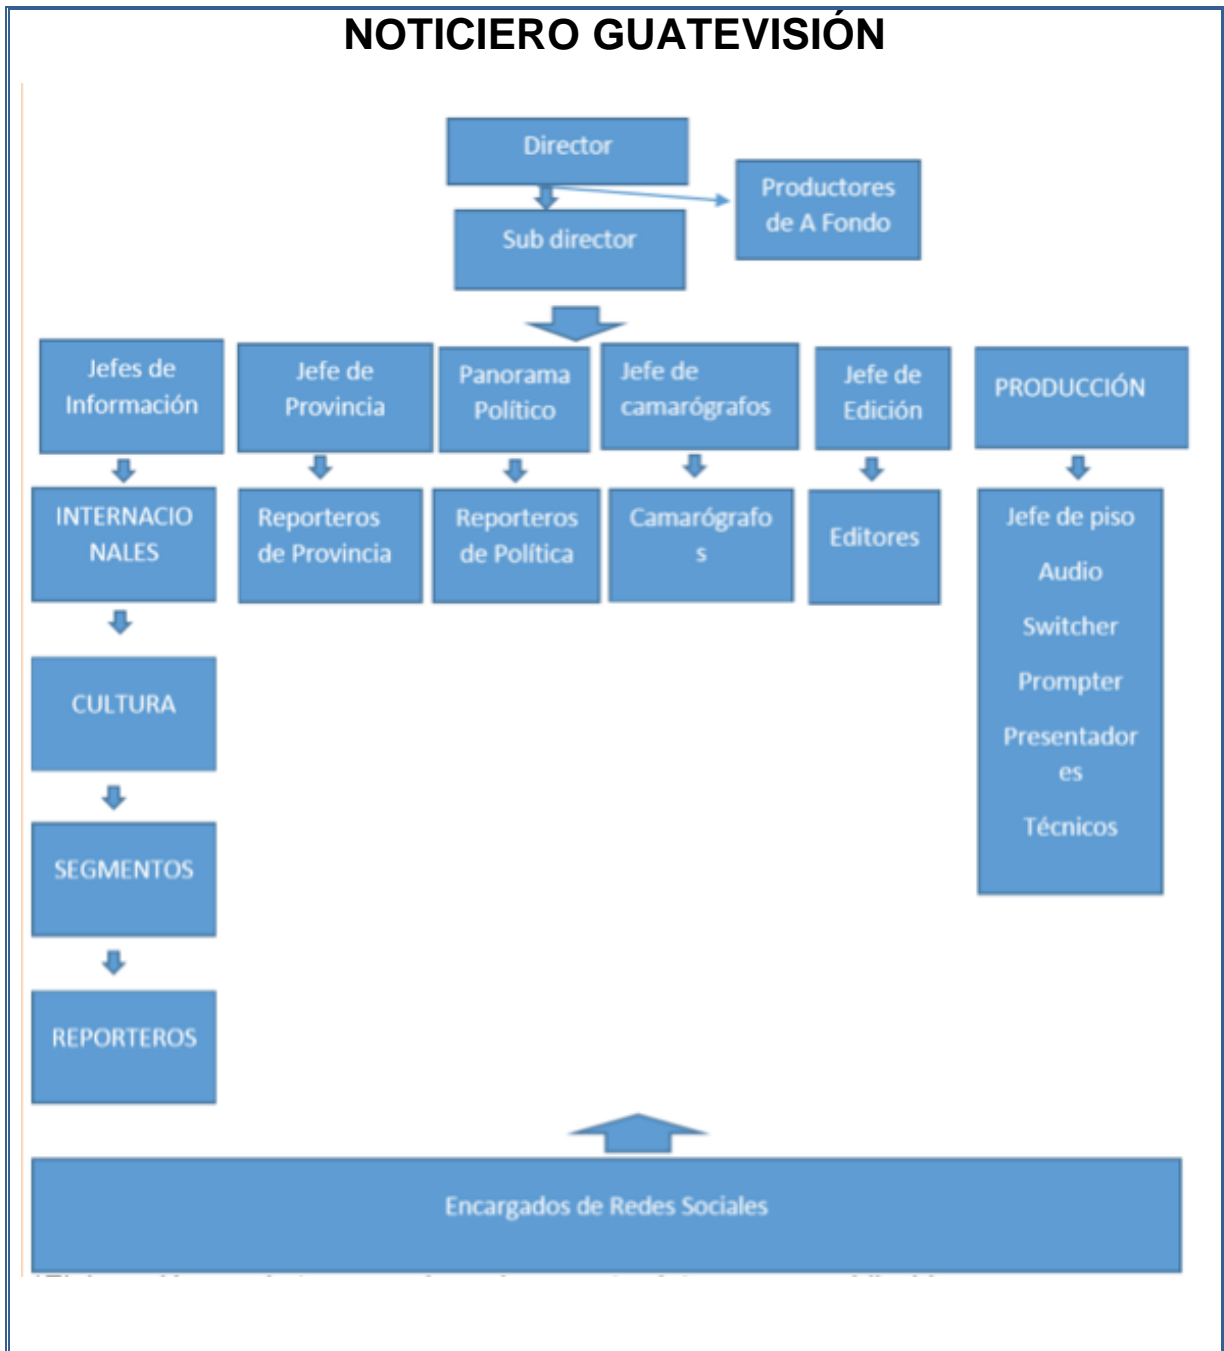 NOTICIERO GUATEVISIÓN
Director
Productores
de A Fondo
Sub director
Jefes de
Información
Jefe de
Provincia
Panorama
Político
Jefe de
camarógrafos
Jefe de
Edición
PRODUCCIÓN
INTERNACIO
NALES
Reporteros
de Provincia
Reporteros
de Política
Camarógrafo
s
Editores
Jefe de piso
Audio
Switcher
Prompter
Presentador
es
Técnicos
CULTURA
SEGMENTOS
REPORTEROS
Encargados de Redes Sociales